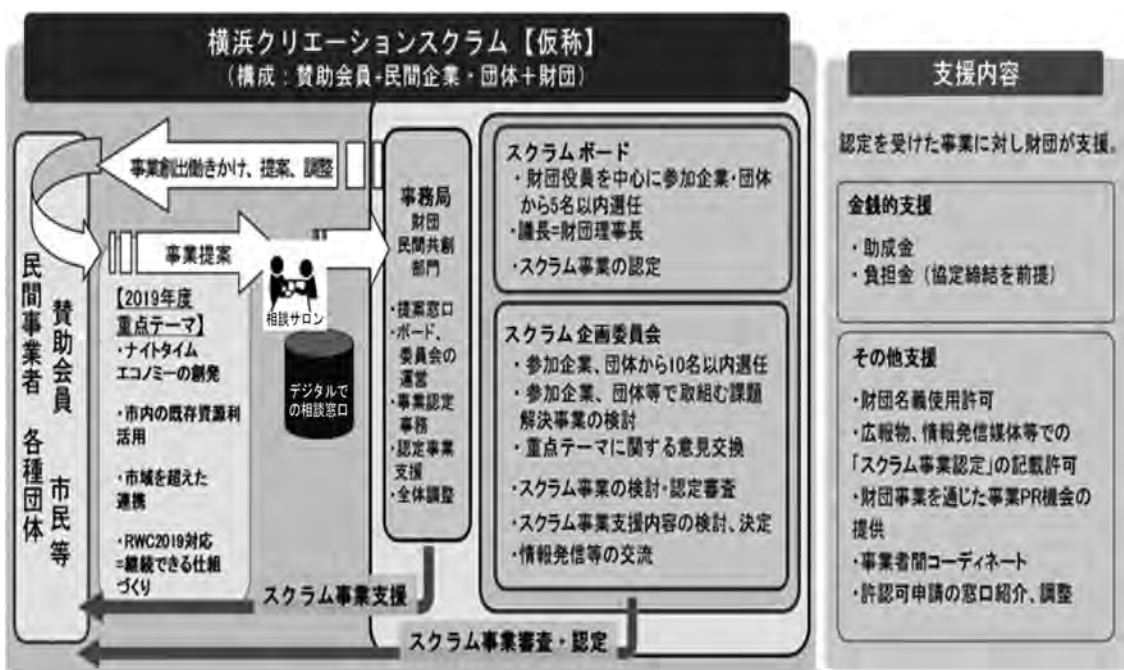 横浜クリエーションスクラム【仮称】
（構成：賛助会員+民間企業・団体＋財団）
事業創出働きかけ、提案、調整
事業提案
相談サロン
デジタルで
の相談窓口
民間事業者 各種団体
賛助会員 市民等
【2019年度
重点テーマ】
・ナイトタイム
エコノミーの創発
・市内の既存資源利
活用
・市域を超えた
連携
・RWC2019対応
=継続できる仕組
づくり
事務局
財団
民間共創
部門
・提案窓口
・ボード、
委員会の
運営
・事業認定
事務
・認定事業
支援
・全体調整
スクラムボード
・財団役員を中心に参加企業・団体
から5名以内選任
・議長=財団理事長
・スクラム事業の認定
スクラム企画委員会
・参加企業、団体から10名以内選任
・参加企業、団体等で取組む課題
解決事業の検討
・重点テーマに関する意見交換
・スクラム事業の検討・認定審査
・スクラム事業支援内容の検討、決定
・情報発信等の交流
スクラム事業支援
スクラム事業審査・認定
支援内容
認定を受けた事業に対し財団が支援。
金銭的支援
・助成金
・負担金（協定締結を前提）
その他支援
・財団名義使用許可
・広報物、情報発信媒体等での
「スクラム事業認定」の記載許可
・財団事業を通じた事業PR機会の
提供
・事業者間コーディネート
・許認可申請の窓口紹介、調整